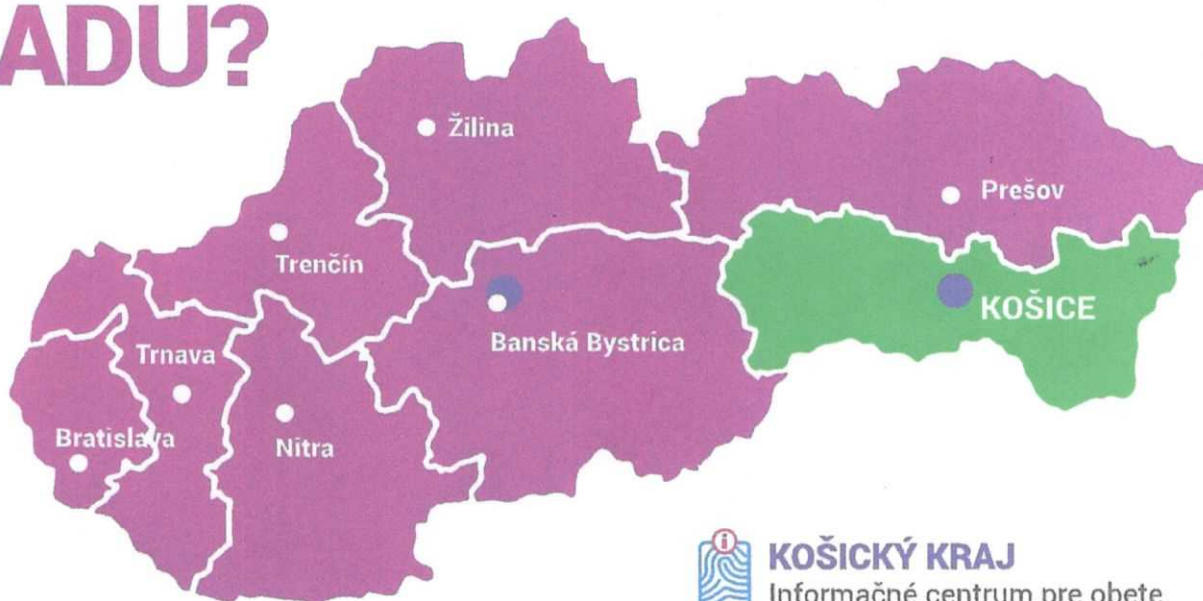 ADU?
Žilina
Prešov
Trenčín
KOŠICE
Banská Bystrica
Trnava
Bratislava
Nitra
KOŠICKÝ KRAJ
Informačné centrum pre obete